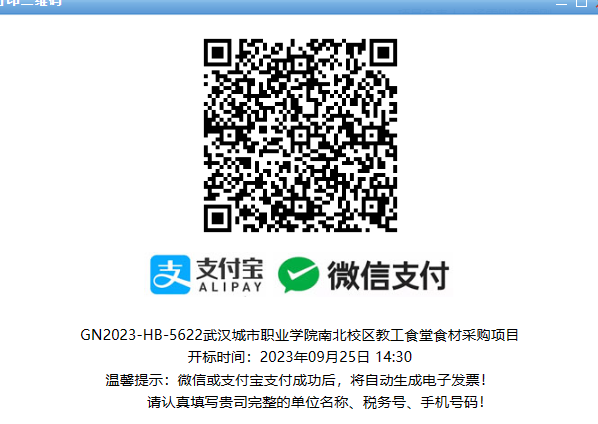 打印二维码
支付宝
ALIPAY
微信支付
GN2023-HB-5622武汉城市职业学院南北校区教工食堂食材采购项目
开标时间：2023年09月25日 14:30
温馨提示：微信或支付宝支付成功后，将自动生成电子发票！
请认真填写贵司完整的单位名称、税务号、手机号码！